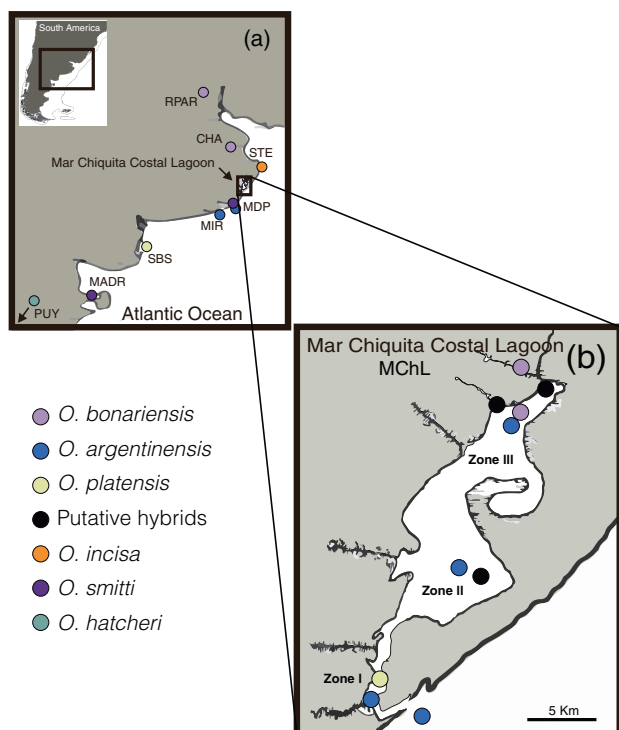 South America
(a)
RPAR
CHA
STE
Mar Chiquita Costal Lagoon
MDP
MIR
SBS
MADR
PUY
Atlantic Ocean
Mar Chiquita Costal Lagoon
(b)
MChL
Zone III
Zone II
Zone I
5 Km
O. bonariensis
O. argentinensis
O. platensis
Putative hybrids
O. incisa
O. smitti
O. hatcheri